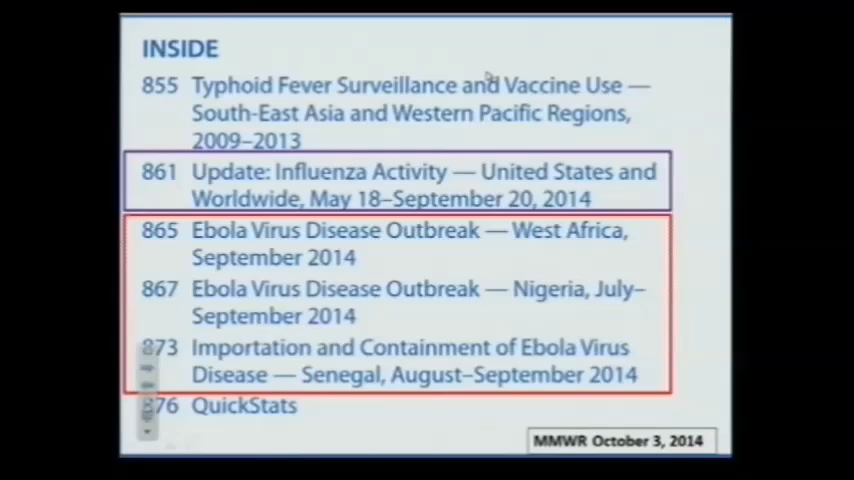 INSIDE
855 Typhoid Fever Surveillance and Vaccine Use —
South-East Asia and Western Pacific Regions,
2009–2013
861 Update: Influenza Activity — United States and
Worldwide, May 18–September 20, 2014
865 Ebola Virus Disease Outbreak — West Africa,
September 2014
867 Ebola Virus Disease Outbreak — Nigeria, July–
September 2014
873 Importation and Containment of Ebola Virus
Disease — Senegal, August–September 2014
876 QuickStats
MMWR October 3, 2014